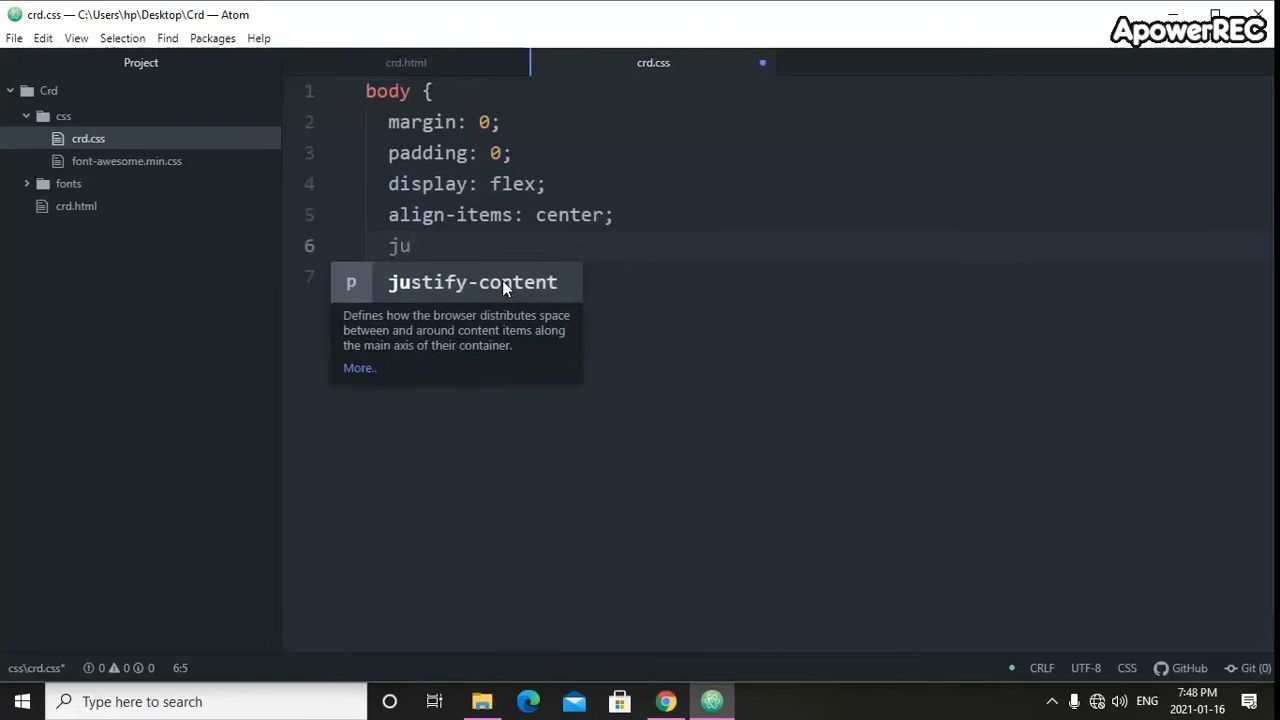 crd.css — C:\Users\hp\Desktop\Crd — Atom
ApowerREC
File Edit View Selection Find Packages Help
Project
crd.html
crd.css
Crd
css
crd.css
font-awesome.min.css
fonts
crd.html
1 body {
2 margin: 0;
3 padding: 0;
4 display: flex;
5 align-items: center;
6 ju
7
p justify-content
Defines how the browser distributes space
between and around content items along
the main axis of their container.
More..
css\crd.css* 0 0 0 6:5
CRLF UTF-8 CSS GitHub Git (0)
Type here to search
ENG
7:48 PM
2021-01-16